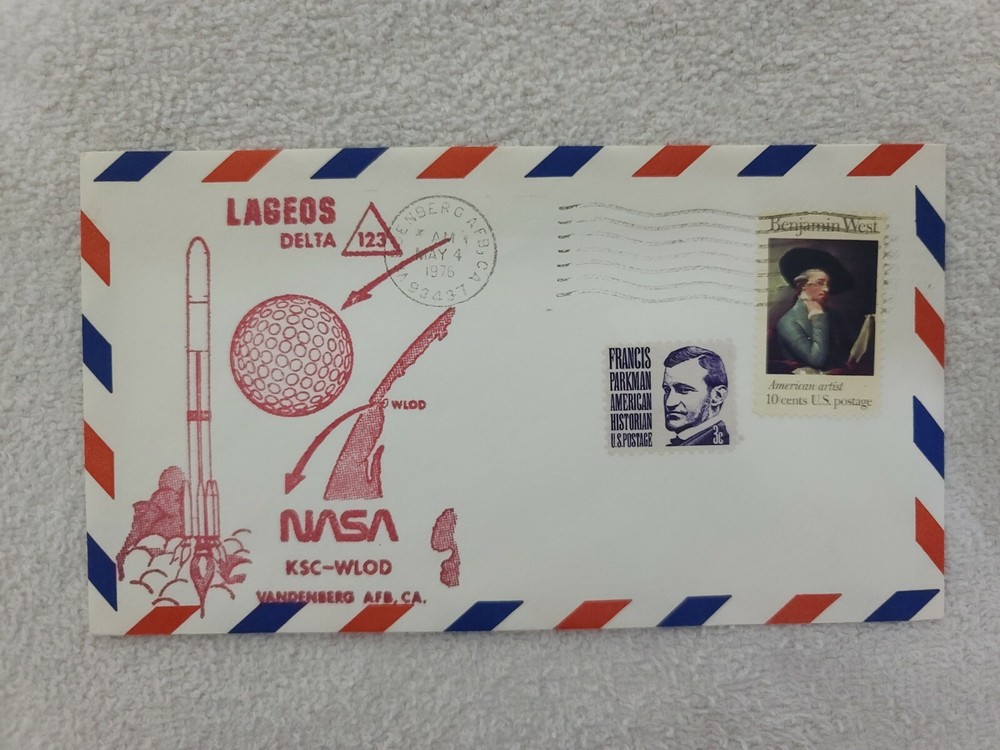 LAGEOS
DELTA 123
ENBERG AFB, CA
AM
MAY 4
1976
93437
WLOD
NASA
KSC-WLOD
VANDENBERG AFB, CA.
Benjamin West
American artist
10 cents U.S. postage
FRANCIS
PARKMAN
AMERICAN
HISTORIAN
U.S. POSTAGE
3c